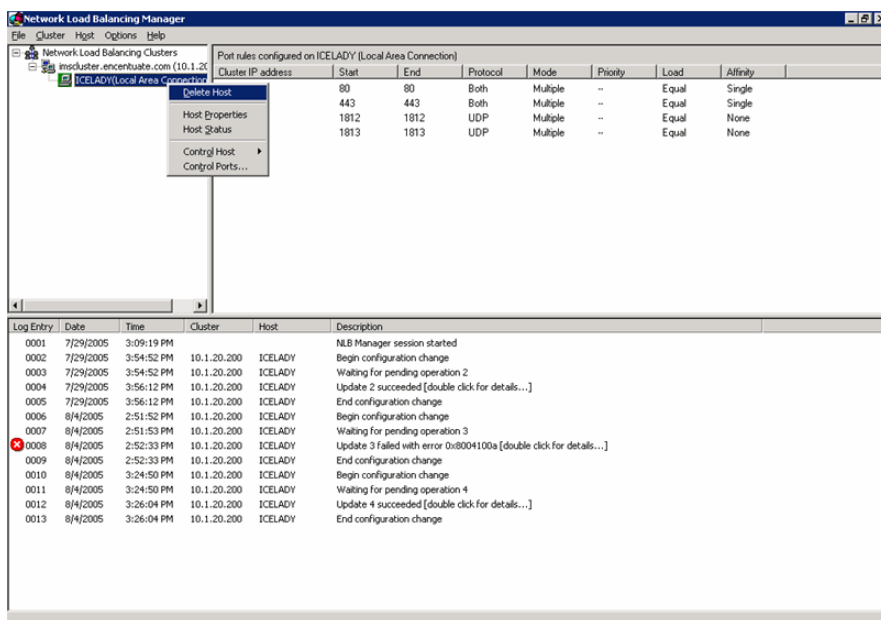 Network Load Balancing Manager
File Cluster Host Options Help
Network Load Balancing Clusters
imscluster.encentuate.com (10.1.20
ICELADY(Local Area Connection
Delete Host
Host Properties
Host Status
Control Host
Control Ports...
Port rules configured on ICELADY (Local Area Connection)
Cluster IP address Start End Protocol Mode Priority Load Affinity
80 80 Both Multiple -- Equal Single
443 443 Both Multiple -- Equal Single
1812 1812 UDP Multiple -- Equal None
1813 1813 UDP Multiple -- Equal None
Log Entry Date Time Cluster Host Description
0001 7/29/2005 3:09:19 PM NLB Manager session started
0002 7/29/2005 3:54:52 PM 10.1.20.200 ICELADY Begin configuration change
0003 7/29/2005 3:54:52 PM 10.1.20.200 ICELADY Waiting for pending operation 2
0004 7/29/2005 3:56:12 PM 10.1.20.200 ICELADY Update 2 succeeded [double click for details...]
0005 7/29/2005 3:56:12 PM 10.1.20.200 ICELADY End configuration change
0006 8/4/2005 2:51:52 PM 10.1.20.200 ICELADY Begin configuration change
0007 8/4/2005 2:51:53 PM 10.1.20.200 ICELADY Waiting for pending operation 3
0008 8/4/2005 2:52:33 PM 10.1.20.200 ICELADY Update 3 failed with error 0x8004100a [double click for details...]
0009 8/4/2005 2:52:33 PM 10.1.20.200 ICELADY End configuration change
0010 8/4/2005 3:24:50 PM 10.1.20.200 ICELADY Begin configuration change
0011 8/4/2005 3:24:50 PM 10.1.20.200 ICELADY Waiting for pending operation 4
0012 8/4/2005 3:26:04 PM 10.1.20.200 ICELADY Update 4 succeeded [double click for details...]
0013 8/4/2005 3:26:04 PM 10.1.20.200 ICELADY End configuration change